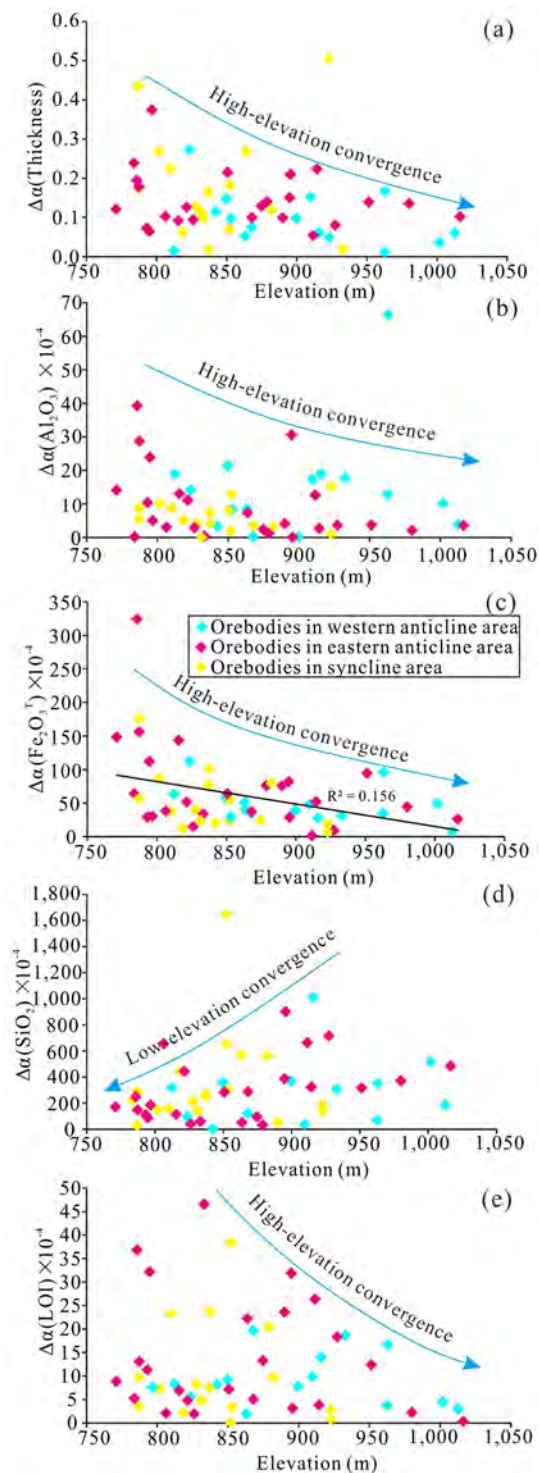 (a)
Δα(Thickness)
0.6
0.5
0.4
0.3
0.2
0.1
0.0
High-elevation convergence
750 800 850 900 950 1,000 1,050
Elevation (m)
(b)
Δα(Al₂O₃) ×10⁻⁴
70
60
50
40
30
20
10
0
High-elevation convergence
750 800 850 900 950 1,000 1,050
Elevation (m)
(c)
Δα(Fe₂O₃ᵀ)×10⁻⁴
350
300
250
200
150
100
50
0
Orebodies in western anticline area
Orebodies in eastern anticline area
Orebodies in syncline area
High-elevation convergence
R² = 0.156
750 800 850 900 950 1,000 1,050
Elevation (m)
(d)
Δα(SiO₂) ×10⁻⁴
1,800
1,600
1,400
1,200
1,000
800
600
400
200
0
Low-elevation convergence
750 800 850 900 950 1,000 1,050
Elevation (m)
(e)
Δα(LOI) ×10⁻⁴
50
45
40
35
30
25
20
15
10
5
0
High-elevation convergence
750 800 850 900 950 1,000 1,050
Elevation (m)